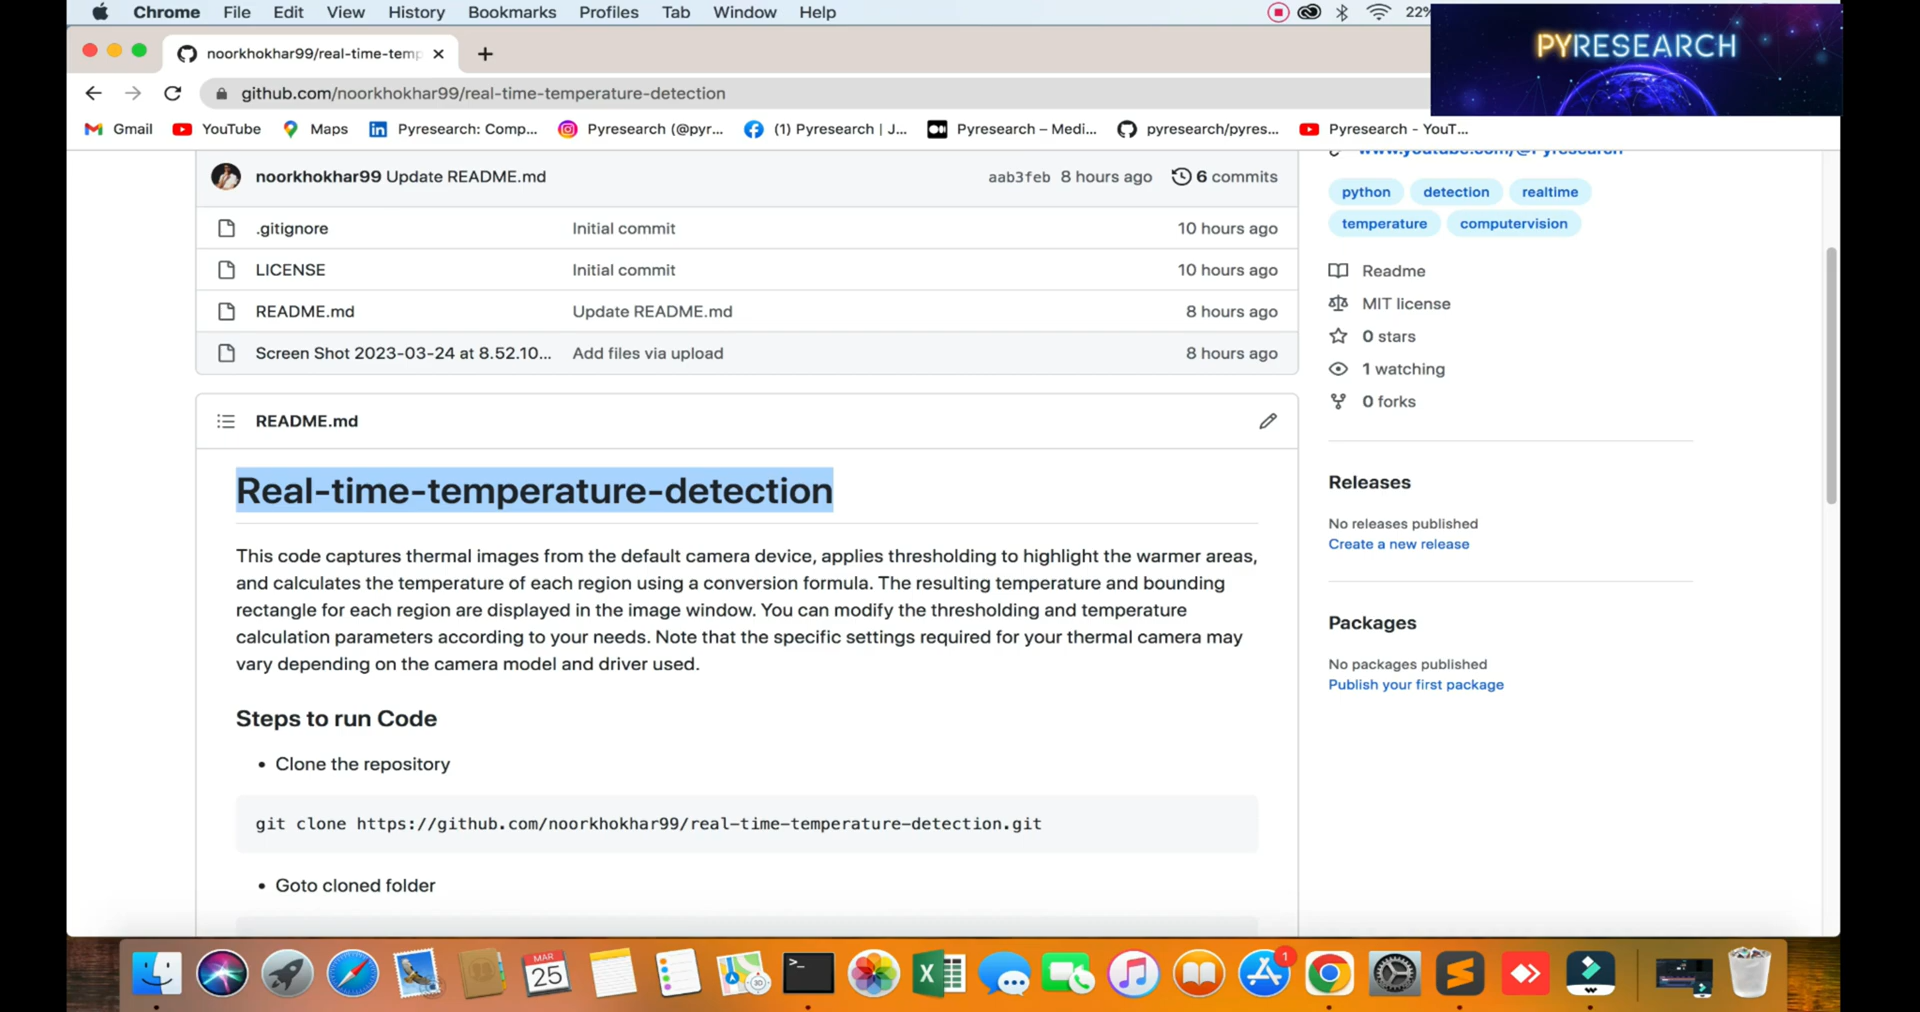 Chrome File Edit View History Bookmarks Profiles Tab Window Help 22%
PYRESEARCH
noorkhokhar99/real-time-temp
github.com/noorkhokhar99/real-time-temperature-detection
Gmail YouTube Maps Pyresearch: Comp... Pyresearch (@pyr... (1) Pyresearch | J... Pyresearch – Medi... pyresearch/pyres... Pyresearch - YouT...
www.youtube.com/@Pyresearch
noorkhokhar99 Update README.md aab3feb 8 hours ago 6 commits
.gitignore Initial commit 10 hours ago
LICENSE Initial commit 10 hours ago
README.md Update README.md 8 hours ago
Screen Shot 2023-03-24 at 8.52.10... Add files via upload 8 hours ago
python detection realtime
temperature computervision
Readme
MIT license
0 stars
1 watching
0 forks
Releases
No releases published
Create a new release
Packages
No packages published
Publish your first package
README.md
Real-time-temperature-detection
This code captures thermal images from the default camera device, applies thresholding to highlight the warmer areas,
and calculates the temperature of each region using a conversion formula. The resulting temperature and bounding
rectangle for each region are displayed in the image window. You can modify the thresholding and temperature
calculation parameters according to your needs. Note that the specific settings required for your thermal camera may
vary depending on the camera model and driver used.
Steps to run Code
• Clone the repository
git clone https://github.com/noorkhokhar99/real-time-temperature-detection.git
• Goto cloned folder
MAR
25
3D
1